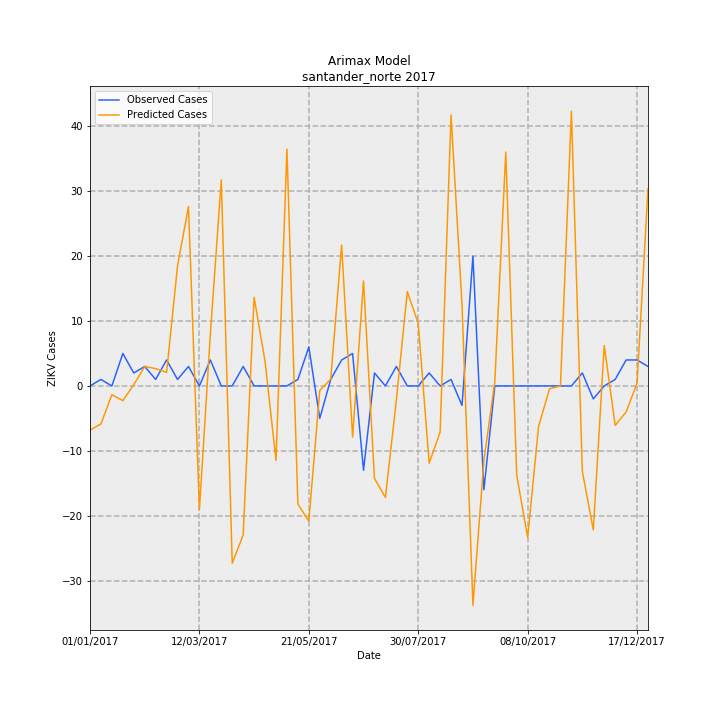 Arimax Model
santander_norte 2017
Observed Cases
Predicted Cases
40
30
20
10
0
−10
−20
−30
ZIKV Cases
01/01/2017
12/03/2017
21/05/2017
30/07/2017
08/10/2017
17/12/2017
Date